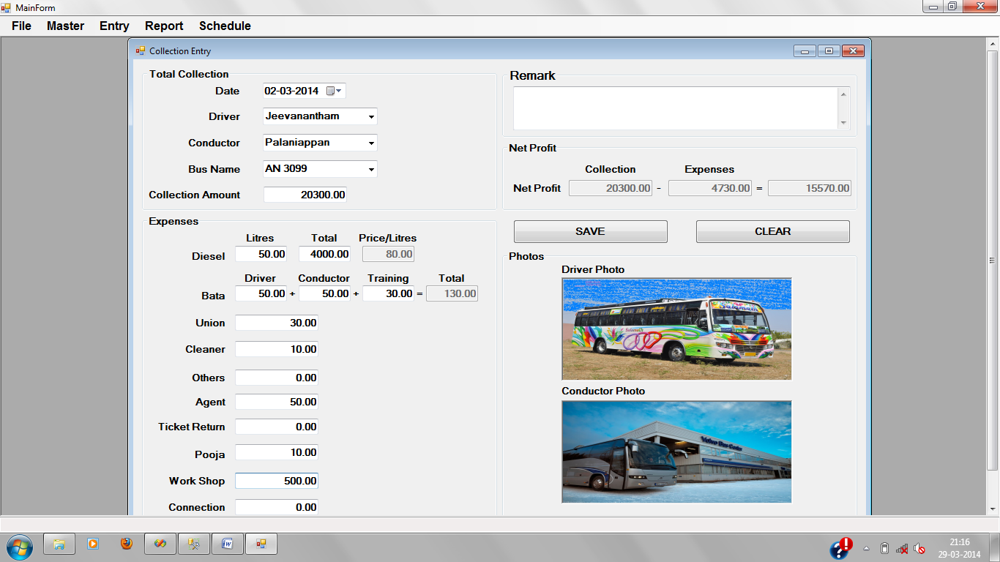 MainForm
File Master Entry Report Schedule
Collection Entry
Total Collection
Date 02-03-2014
Driver Jeevanantham
Conductor Palaniappan
Bus Name AN 3099
Collection Amount 20300.00
Remark
Net Profit
Collection Expenses
Net Profit 20300.00 - 4730.00 = 15570.00
SAVE CLEAR
Expenses
Litres Total Price/Litres
Diesel 50.00 4000.00 80.00
Driver Conductor Training Total
Bata 50.00 + 50.00 + 30.00 = 130.00
Union 30.00
Cleaner 10.00
Others 0.00
Agent 50.00
Ticket Return 0.00
Pooja 10.00
Work Shop 500.00
Connection 0.00
Photos
Driver Photo
Conductor Photo
21:16
29-03-2014